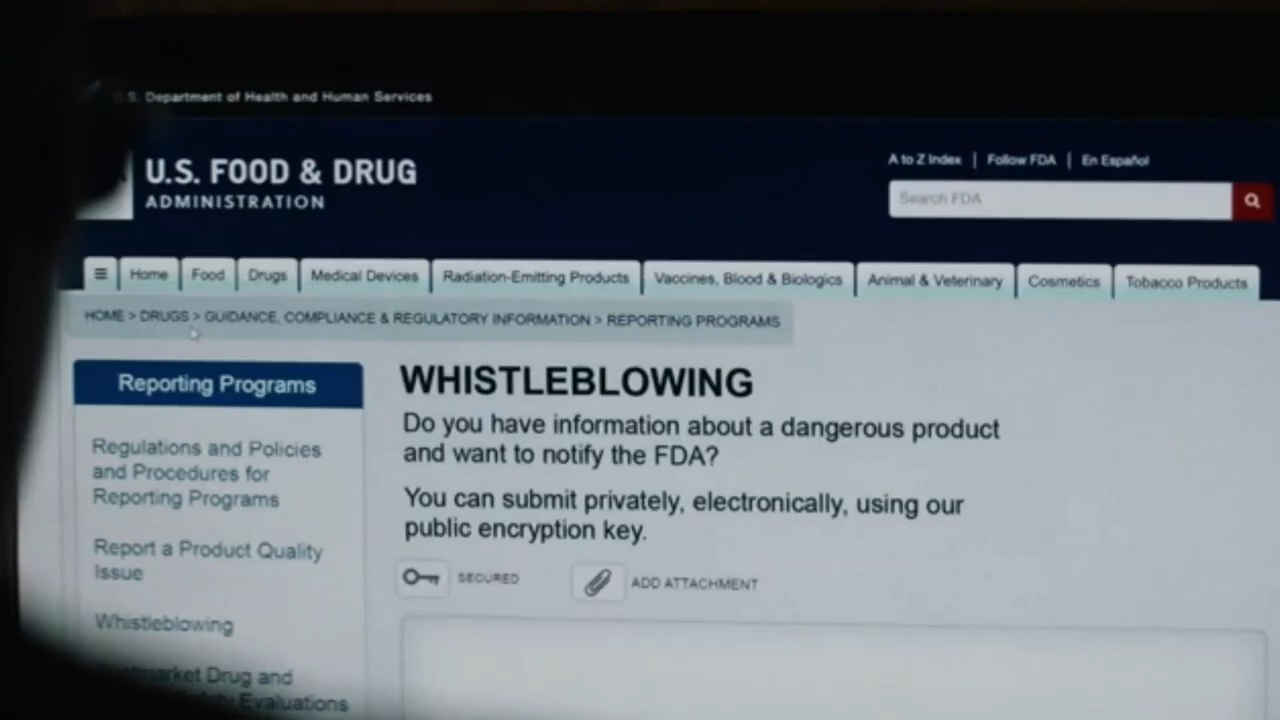 U.S. Department of Health and Human Services
U.S. FOOD & DRUG
ADMINISTRATION
A to Z Index | Follow FDA | En Español
Search FDA
Home
Food
Drugs
Medical Devices
Radiation-Emitting Products
Vaccines, Blood & Biologics
Animal & Veterinary
Cosmetics
Tobacco Products
HOME > DRUGS > GUIDANCE, COMPLIANCE & REGULATORY INFORMATION > REPORTING PROGRAMS
Reporting Programs
Regulations and Policies
and Procedures for
Reporting Programs
Report a Product Quality
Issue
Whistleblowing
Drug and
Evaluations
WHISTLEBLOWING
Do you have information about a dangerous product
and want to notify the FDA?
You can submit privately, electronically, using our
public encryption key.
SECURED
ADD ATTACHMENT